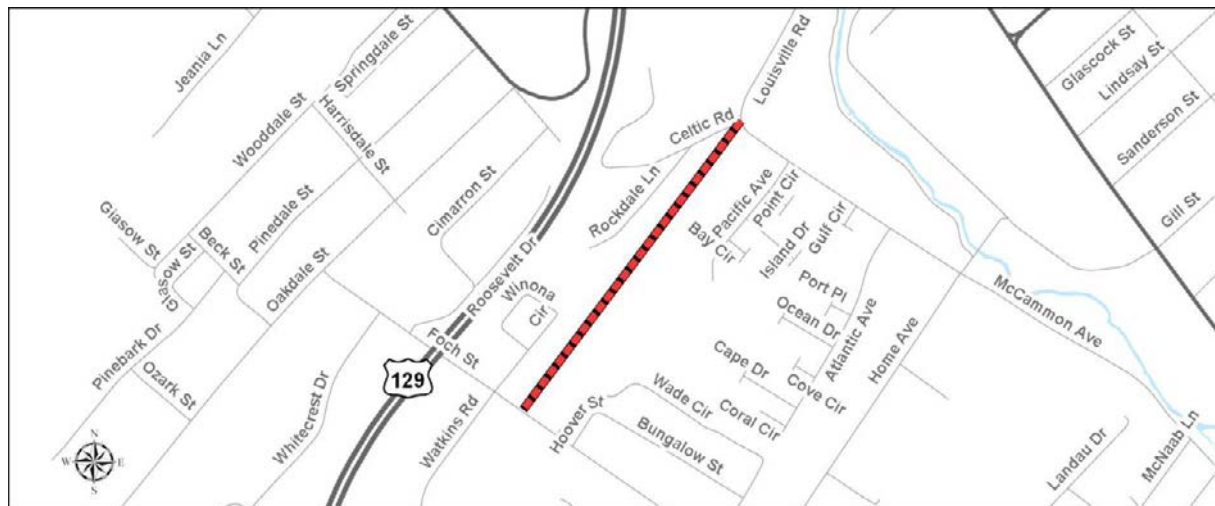 Jeania Ln
Springdale St
Wooddale St
Harrisdale St
Glasow St
Glasow St
Beck St
Pinedale St
Oakdale St
Cimarron St
Pinebark Dr
Ozark St
Whitecrest Dr
Foch St
Roosevelt Dr
Winona
Cir
129
Watkins Rd
Rockdale Ln
Celtic Rd
Louisville Rd
Pacific Ave
Point Cir
Bay Cir
Island Dr
Gulf Cir
Port Pl
Ocean Dr
Atlantic Ave
Cape Dr
Cove Cir
Coral Cir
Wade Cir
Hoover St
Bungalow St
Home Ave
McCammon Ave
Landau Dr
McNaab Ln
Glascock St
Lindsay St
Sanderson St
Gill St
N
W
E
S